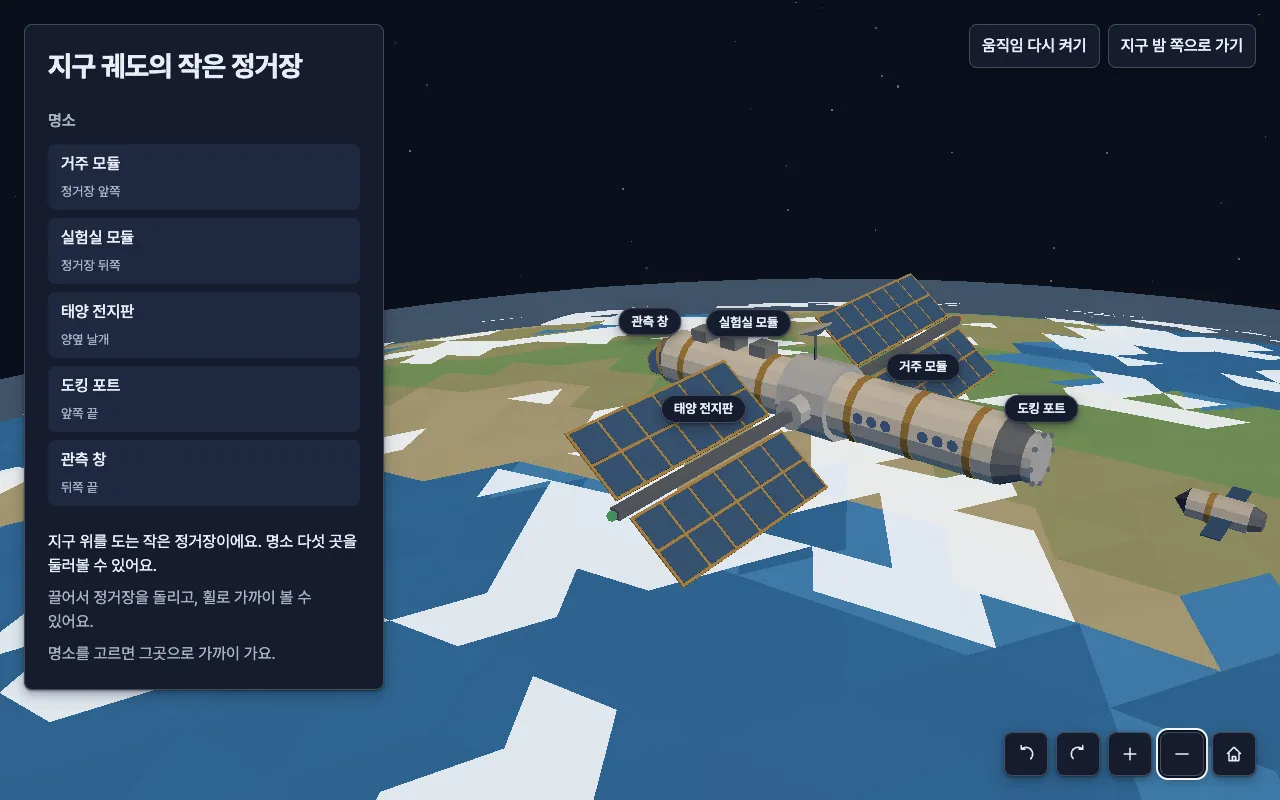 지구 궤도의 작은 정거장
명소
거주 모듈
정거장 앞쪽
실험실 모듈
정거장 뒤쪽
태양 전지판
양옆 날개
도킹 포트
앞쪽 끝
관측 창
뒤쪽 끝
지구 위를 도는 작은 정거장이에요. 명소 다섯 곳을
둘러볼 수 있어요.
끌어서 정거장을 돌리고, 휠로 가까이 볼 수
있어요.
명소를 고르면 그곳으로 가까이 가요.
움직임 다시 켜기
지구 밤 쪽으로 가기
관측 창
실험실 모듈
거주 모듈
태양 전지판
도킹 포트